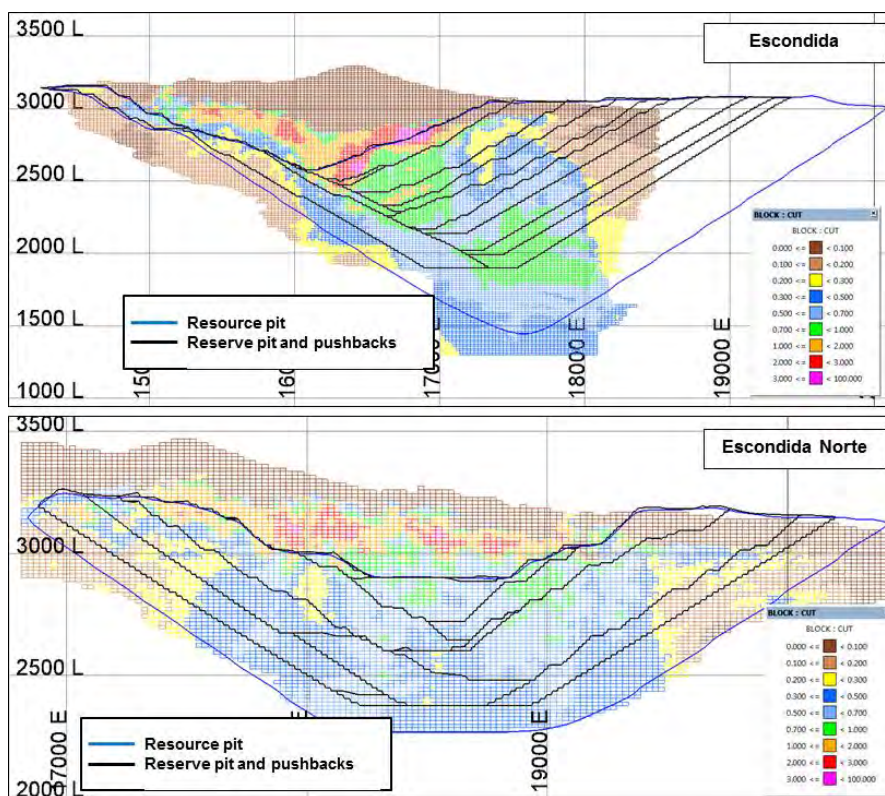 3500 L
Escondida
3000 L
2500 L
BLOCK : CUT
BLOCK : CUT
0.000 <= < 0.100
0.100 <= < 0.200
2000 L
0.200 <= < 0.300
0.300 <= < 0.500
0.500 <= < 0.700
Resource pit
0.700 <= < 1.000
Reserve pit and pushbacks
1.000 <= < 2.000
1500 L
2.000 <= < 3.000
3.000 <= < 100.000
18000 E
19000 E
1000 L
3500 L
Escondida Norte
3000 L
BLOCK : CUT
BLOCK : CUT
0.000 <= < 0.100
0.100 <= < 0.200
2500 L
0.200 <= < 0.300
0.300 <= < 0.500
0.500 <= < 0.700
Resource pit
0.700 <= < 1.000
Reserve pit and pushbacks
1.000 <= < 2.000
2.000 <= < 3.000
2000 L
3.000 <= < 100.000
17000 E
19000 E